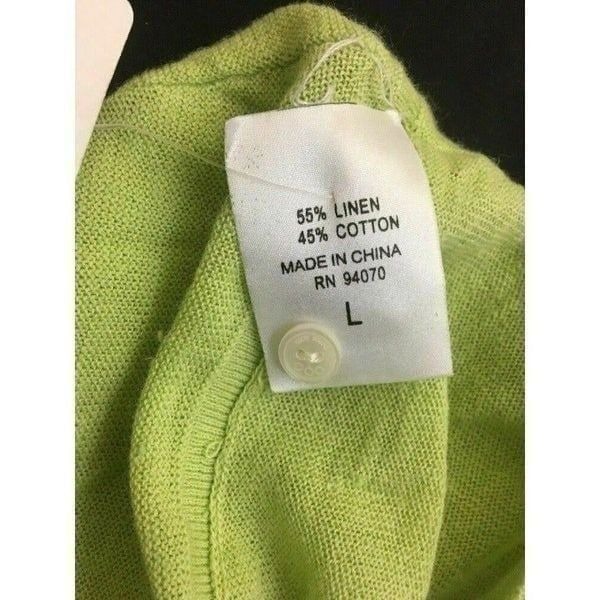 55% LINEN
45% COTTON
MADE IN CHINA
RN 94070
L